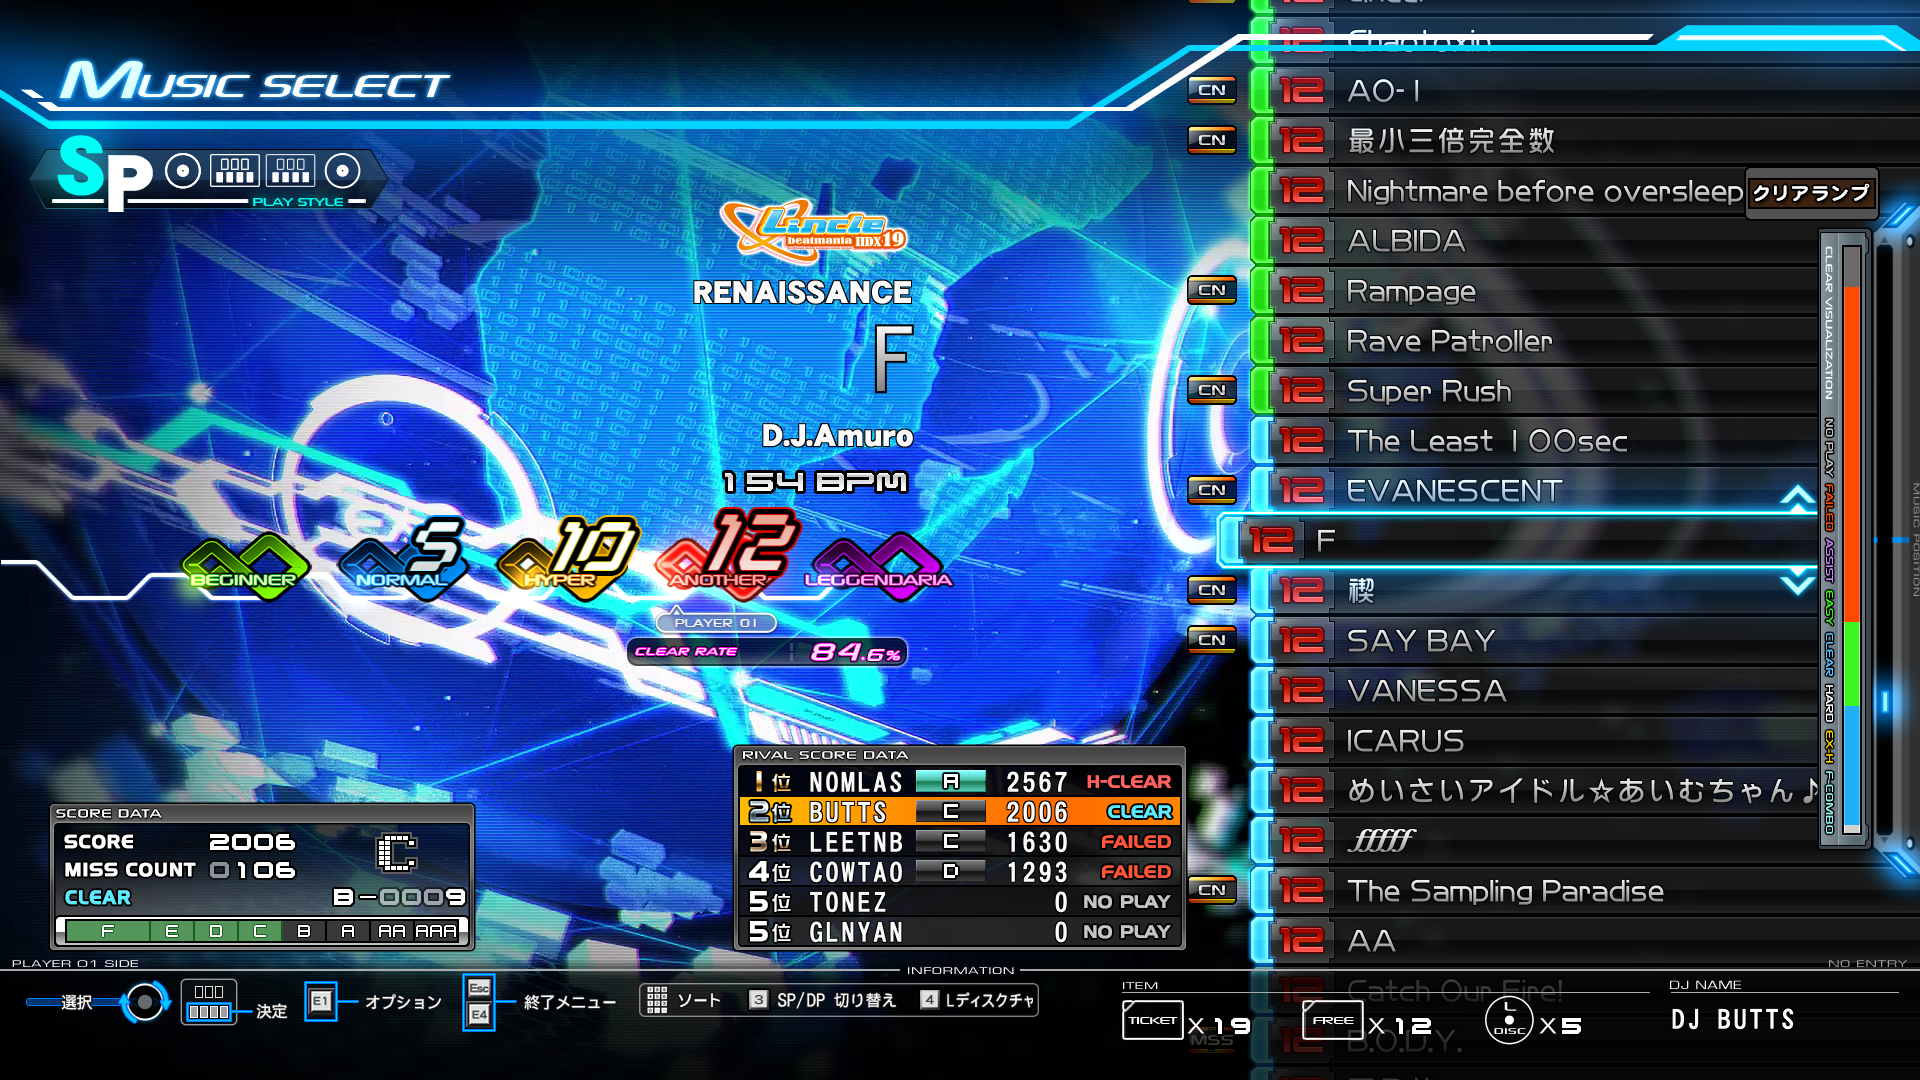 MUSIC SELECT
SP
PLAY STYLE
Lincle
beatmania IIDX 19
RENAISSANCE
F
D.J.Amuro
154 BPM
BEGINNER
NORMAL 5
HYPER 10
ANOTHER 12
LEGGENDARIA
PLAYER 01
CLEAR RATE 84.6%
SCORE DATA
SCORE 2006
MISS COUNT 0106
C
CLEAR B-0009
F E D C B A AA AAA
RIVAL SCORE DATA
1位 NOMLAS A 2567 H-CLEAR
2位 BUTTS C 2006 CLEAR
3位 LEETNB C 1630 FAILED
4位 COWTAO D 1293 FAILED
5位 TONEZ 0 NO PLAY
5位 GLNYAN 0 NO PLAY
12 Chaotoxin
CN 12 AO-1
CN 12 最小三倍完全数
12 Nightmare before oversleep
クリアランプ
12 ALBIDA
CN 12 Rampage
12 Rave Patroller
CN 12 Super Rush
12 The Least 100sec
CN 12 EVANESCENT
12 F
CN 12 禊
CN 12 SAY BAY
12 VANESSA
12 ICARUS
12 めいさいアイドル☆あいむちゃん♪
12 fffff
CN 12 The Sampling Paradise
12 AA
12 Catch Our Fire!
MSS 12 B.O.D.Y.
CLEAR VISUALIZATION NO PLAY FAILED ASSIST EASY CLEAR HARD EX-H F-COMBO
MUSIC POSITION
PLAYER 01 SIDE
INFORMATION
NO ENTRY
選択
決定
E1 オプション
Esc
E4
終了メニュー
ソート
3 SP/DP 切り替え
4 Lディスクチャ
ITEM
TICKET X 19
FREE X 12
L DISC X 5
DJ NAME
DJ BUTTS